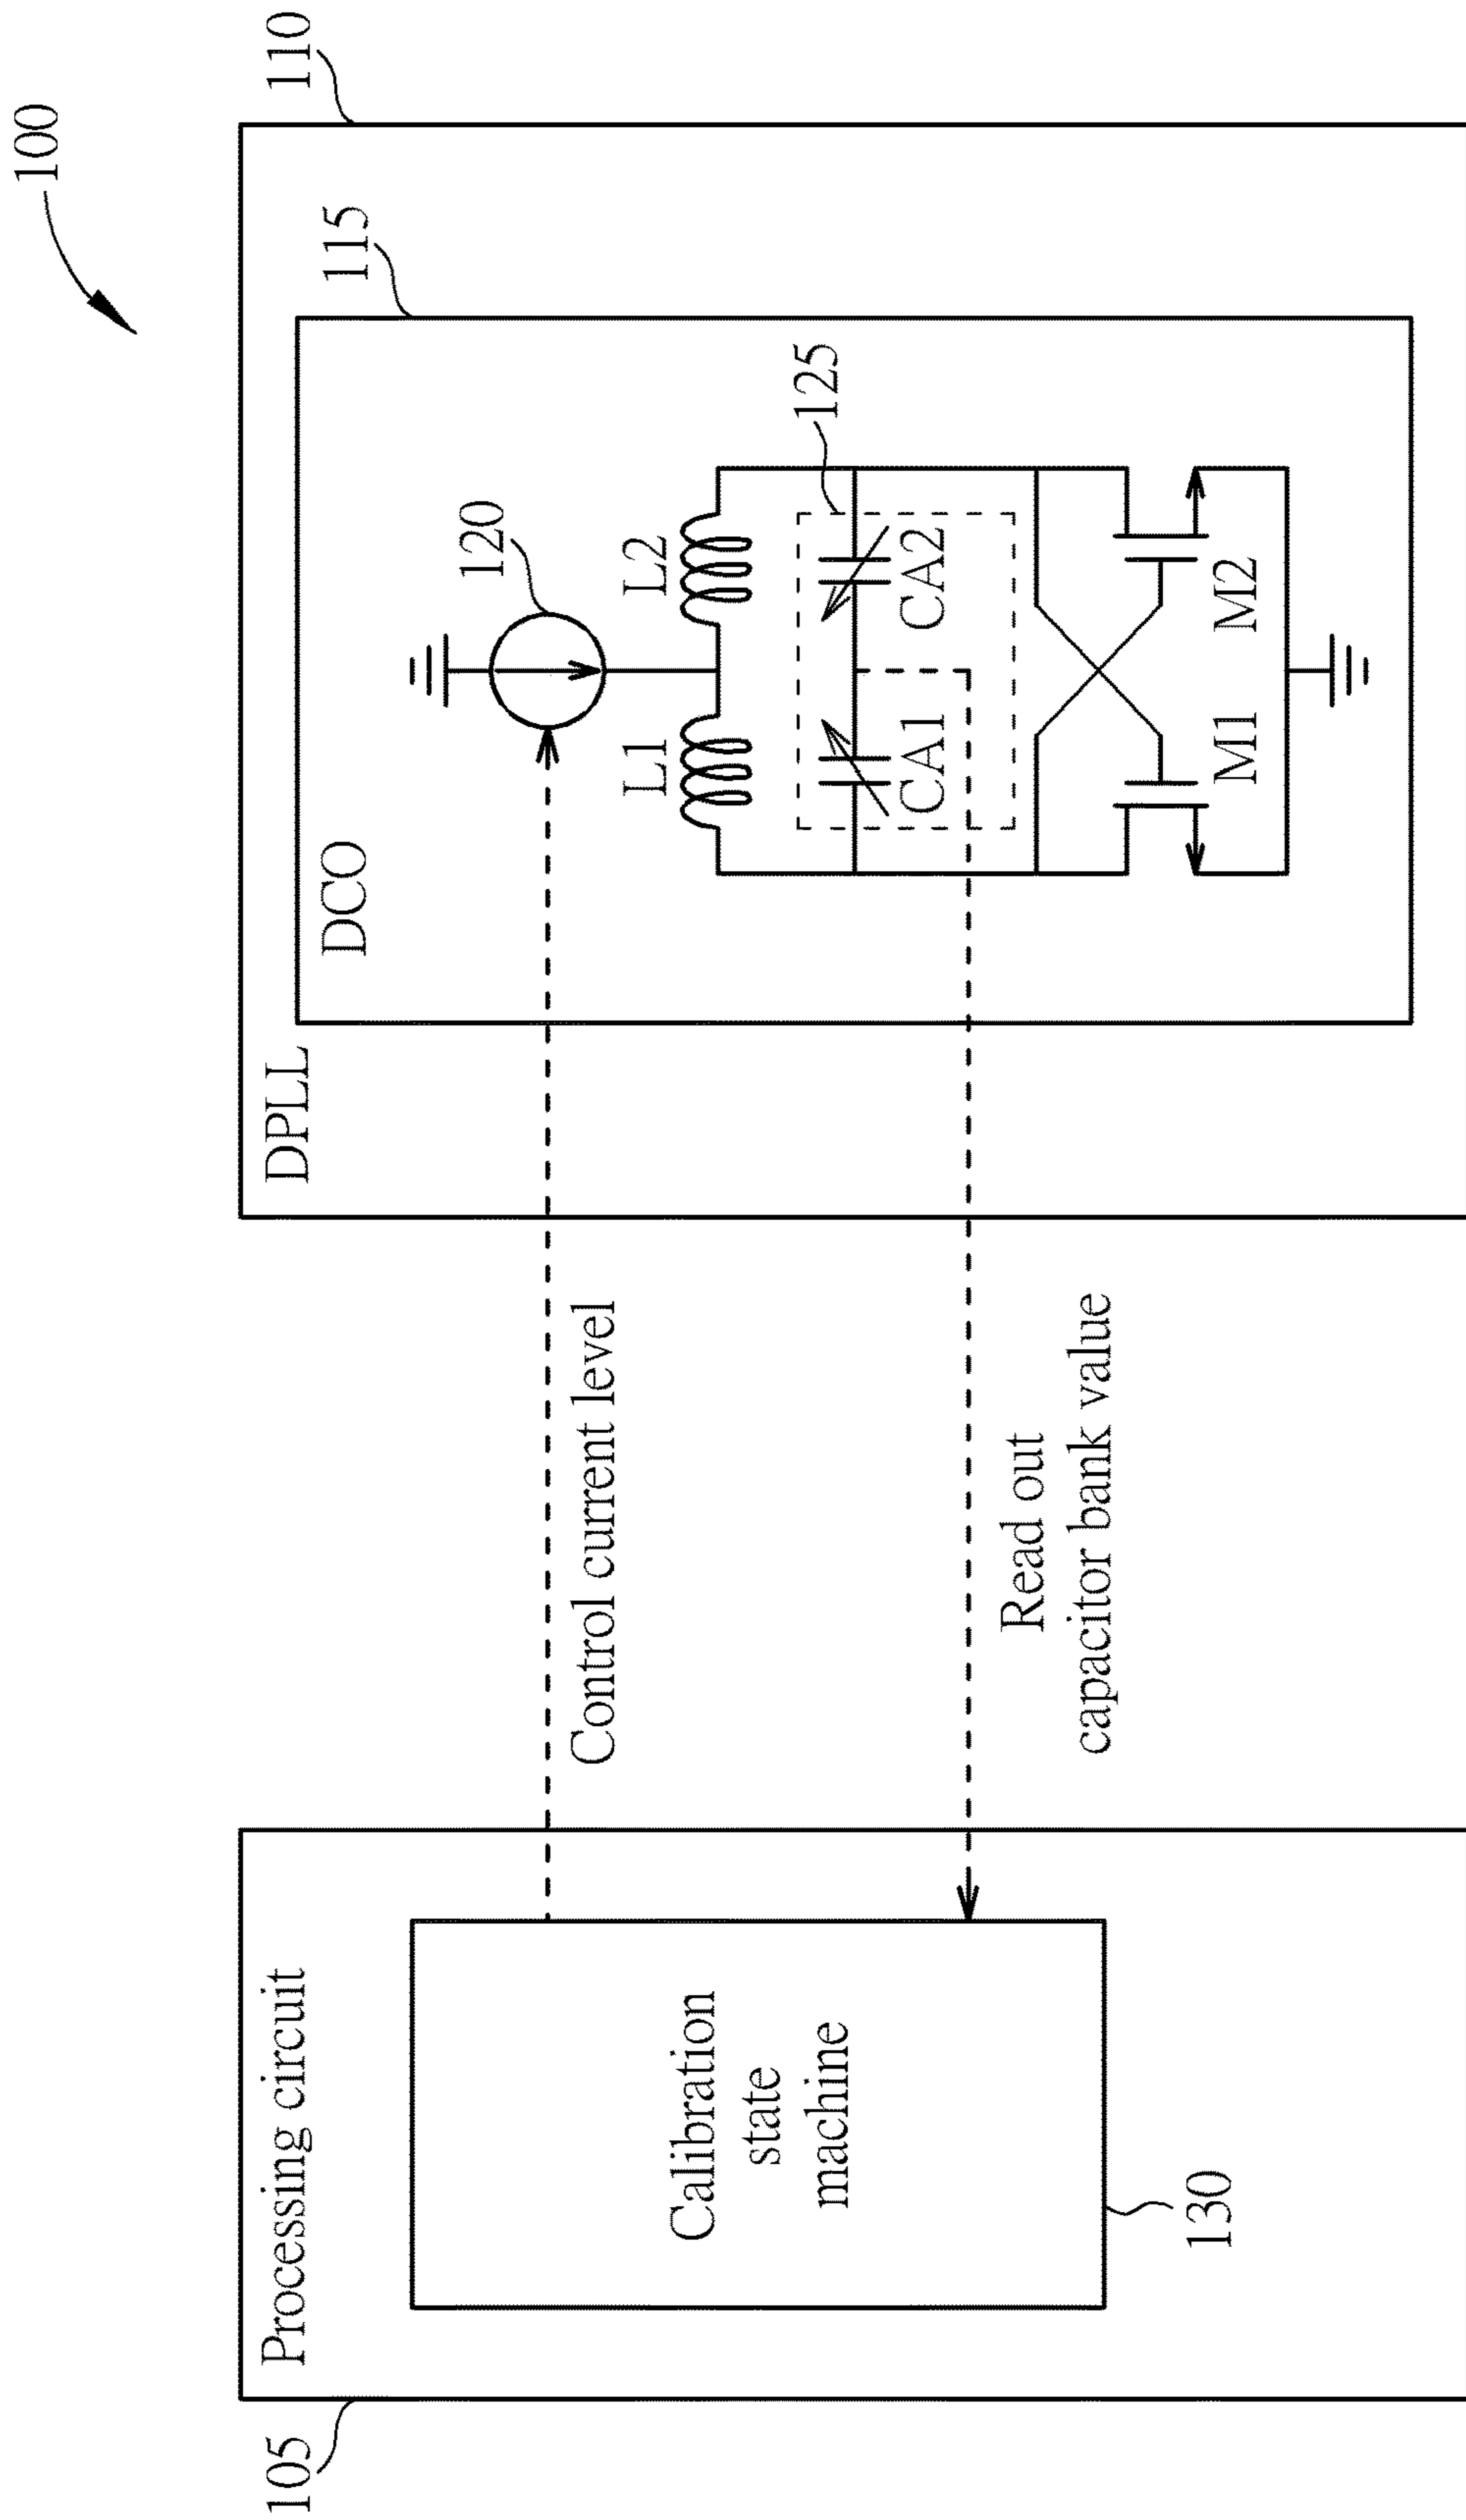 100
105
Processing circuit
Calibration
state
machine
130
Control current level
Read out
capacitor bank value
110
DPLL
115
DCO
120
L1
L2
125
CA1
CA2
M1
M2